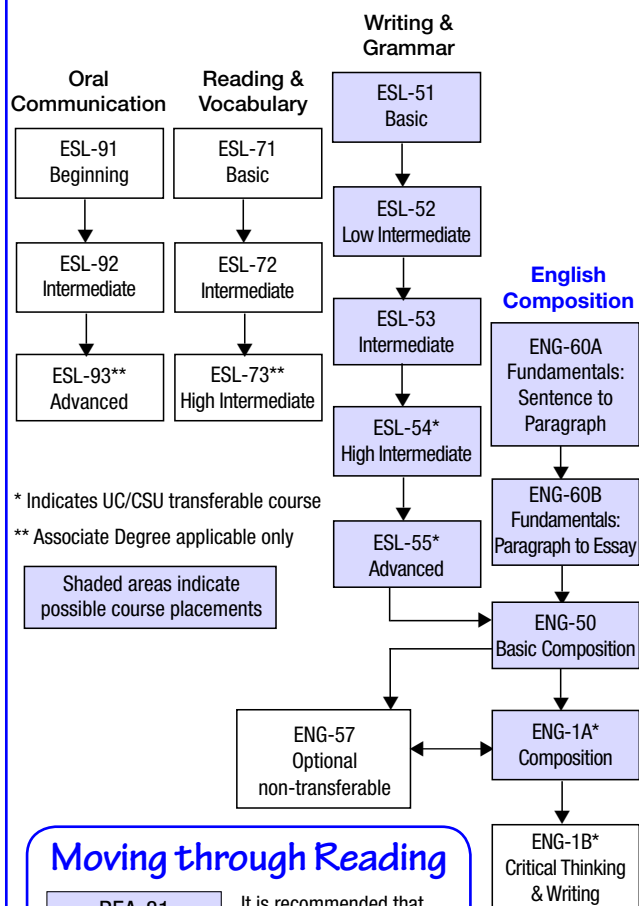 Writing &
Grammar
Oral
Communication
Reading &
Vocabulary
ESL-51
Basic
ESL-91
Beginning
ESL-71
Basic
ESL-52
Low Intermediate
ESL-92
Intermediate
ESL-72
Intermediate
English
Composition
ESL-53
Intermediate
ENG-60A
Fundamentals:
Sentence to
Paragraph
ESL-93**
Advanced
ESL-73**
High Intermediate
ESL-54*
High Intermediate
* Indicates UC/CSU transferable course
** Associate Degree applicable only
ENG-60B
Fundamentals:
Paragraph to Essay
ESL-55*
Advanced
Shaded areas indicate
possible course placements
ENG-50
Basic Composition
ENG-57
Optional
non-transferable
ENG-1A*
Composition
ENG-1B*
Critical Thinking
& Writing
Moving through Reading
It is recommended that